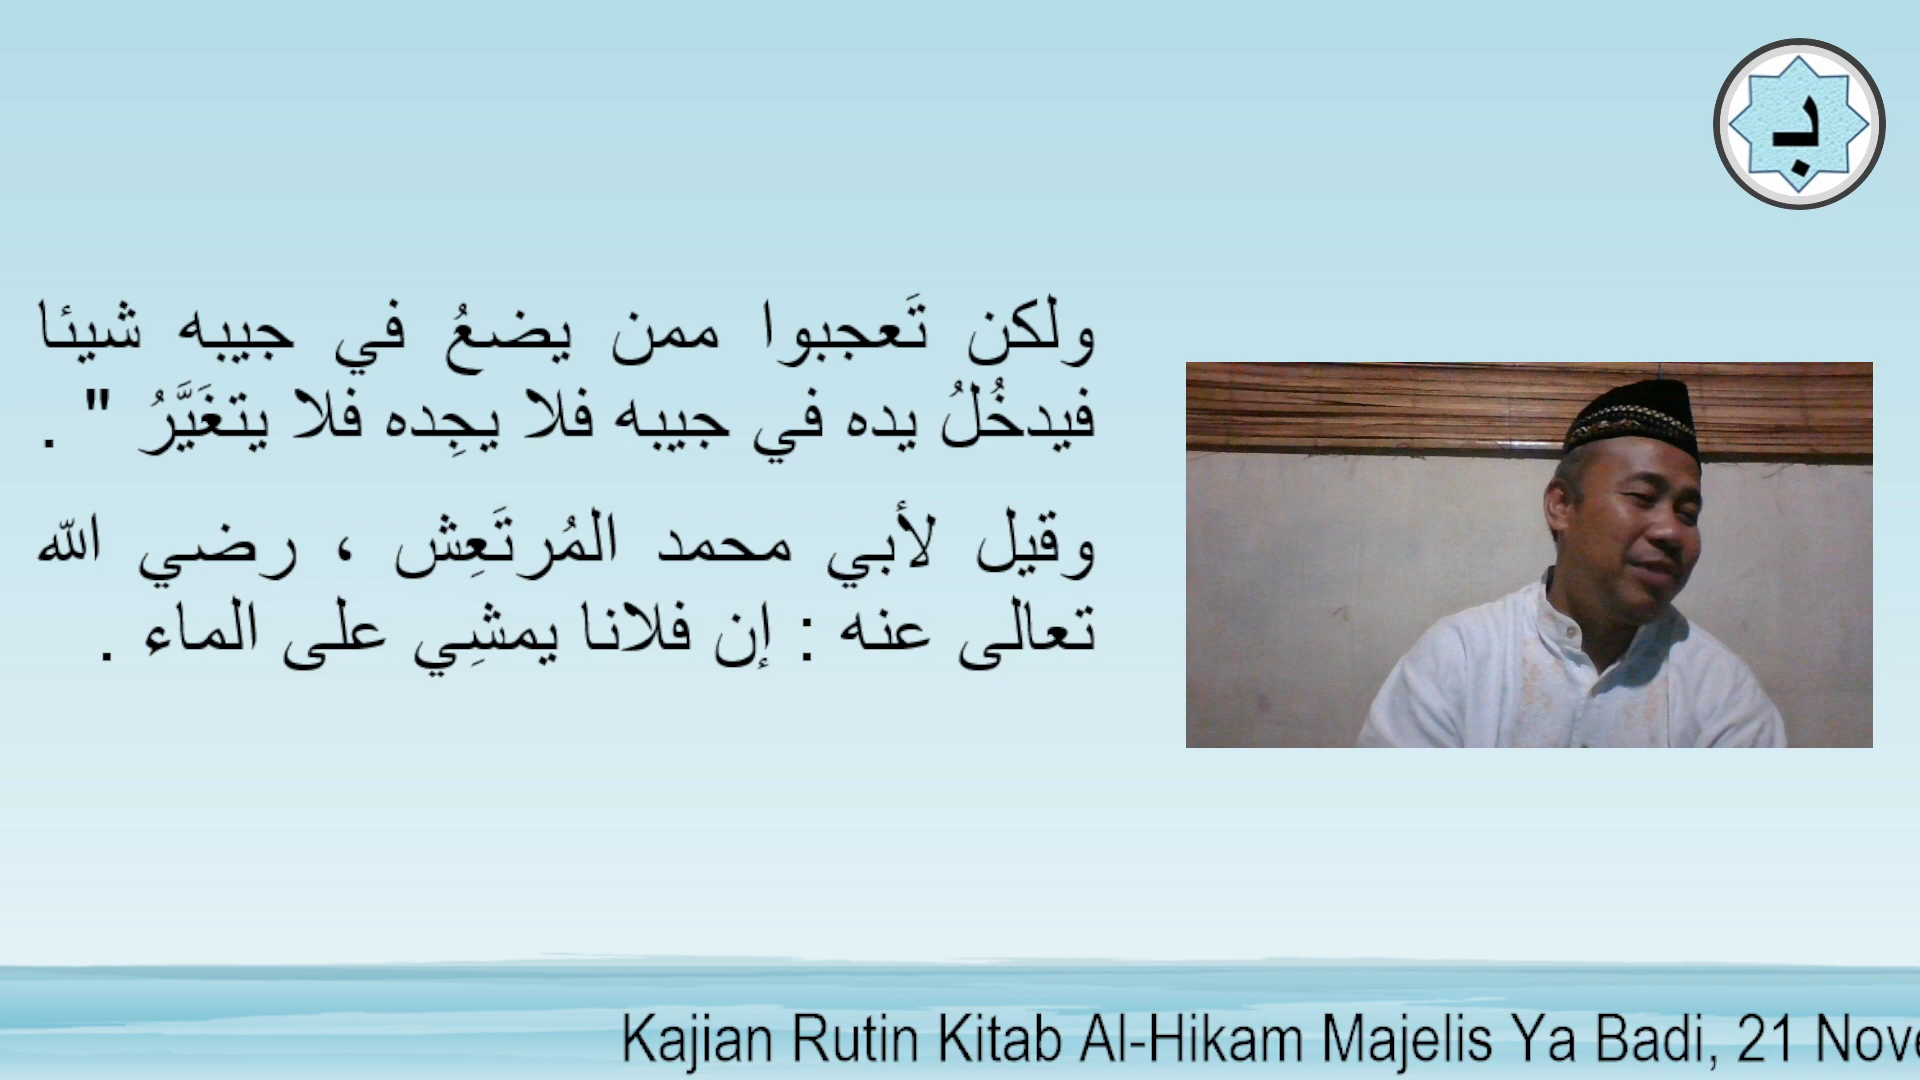 ولكن تَعجبوا ممن يضعُ في جيبه شيئا
فيدخُلُ يده في جيبه فلا يجِده فلا يتغَيَّرُ " .
وقيل لأبي محمد المُرتَعِش ، رضي الله
تعالى عنه : إن فلانا يمشِي على الماء .
Kajian Rutin Kitab Al-Hikam Majelis Ya Badi, 21